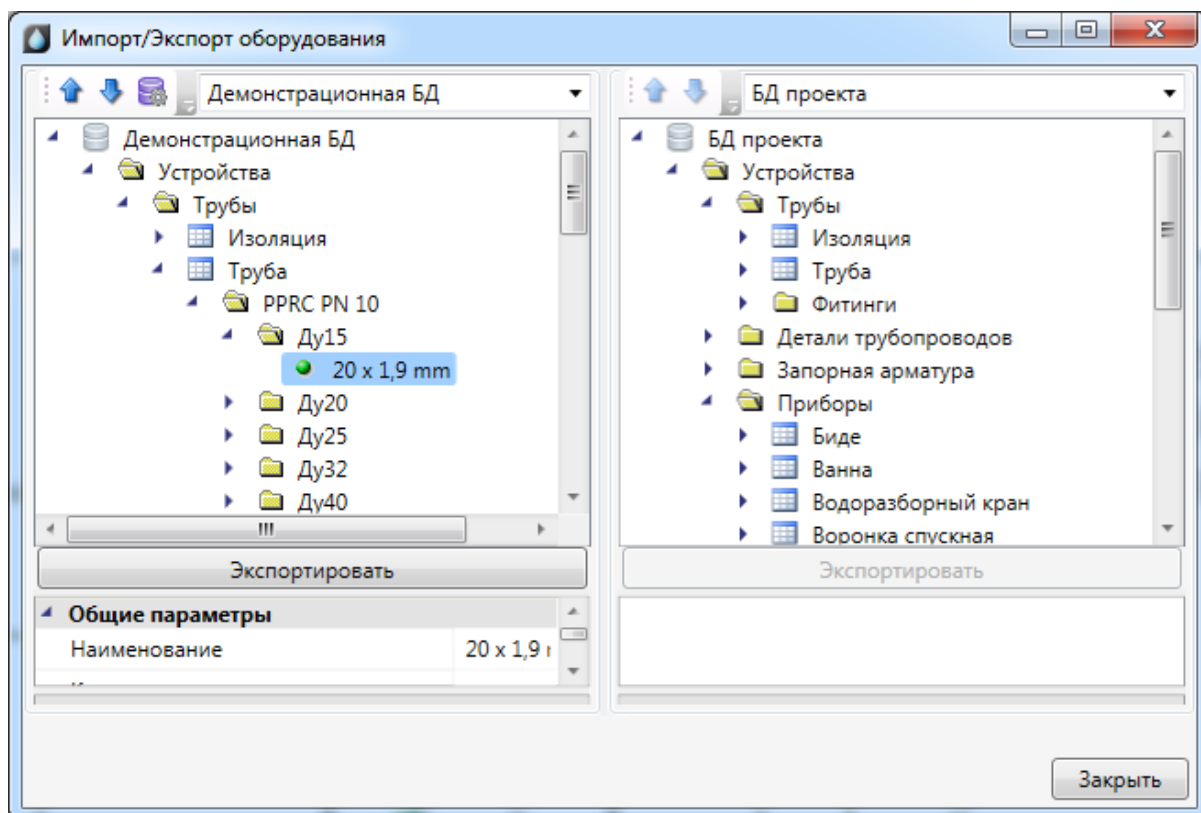 Импорт/Экспорт оборудования
Демонстрационная БД
Демонстрационная БД
Устройства
Трубы
Изоляция
Труба
PPRC PN 10
Ду15
20 x 1,9 mm
Ду20
Ду25
Ду32
Ду40
Экспортировать
Общие параметры
Наименование 20 x 1,9
БД проекта
БД проекта
Устройства
Трубы
Изоляция
Труба
Фитинги
Детали трубопроводов
Запорная арматура
Приборы
Биде
Ванна
Водоразборный кран
Воронка спускная
Экспортировать
Закрыть